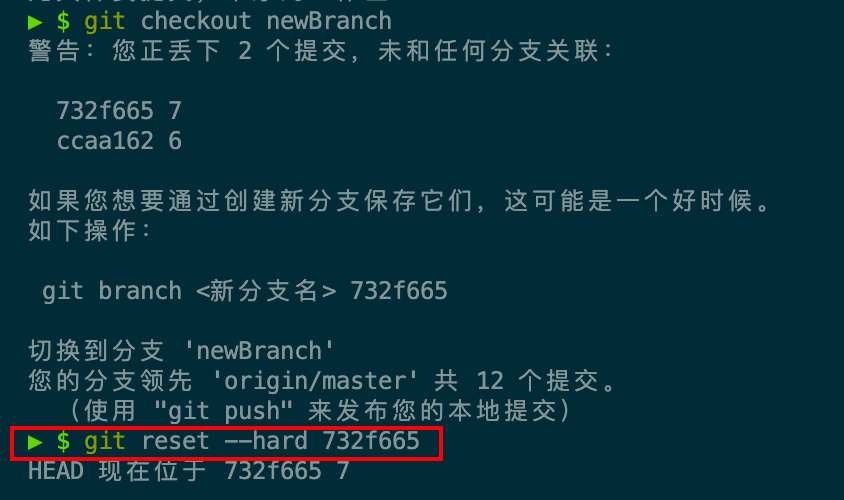 ▶ $ git checkout newBranch
警告：您正丢下 2 个提交，未和任何分支关联：
732f665 7
ccaa162 6
如果您想要通过创建新分支保存它们，这可能是一个好时候。
如下操作：
git branch <新分支名> 732f665
切换到分支 'newBranch'
您的分支领先 'origin/master' 共 12 个提交。
（使用 "git push" 来发布您的本地提交）
▶ $ git reset --hard 732f665
HEAD 现在位于 732f665 7